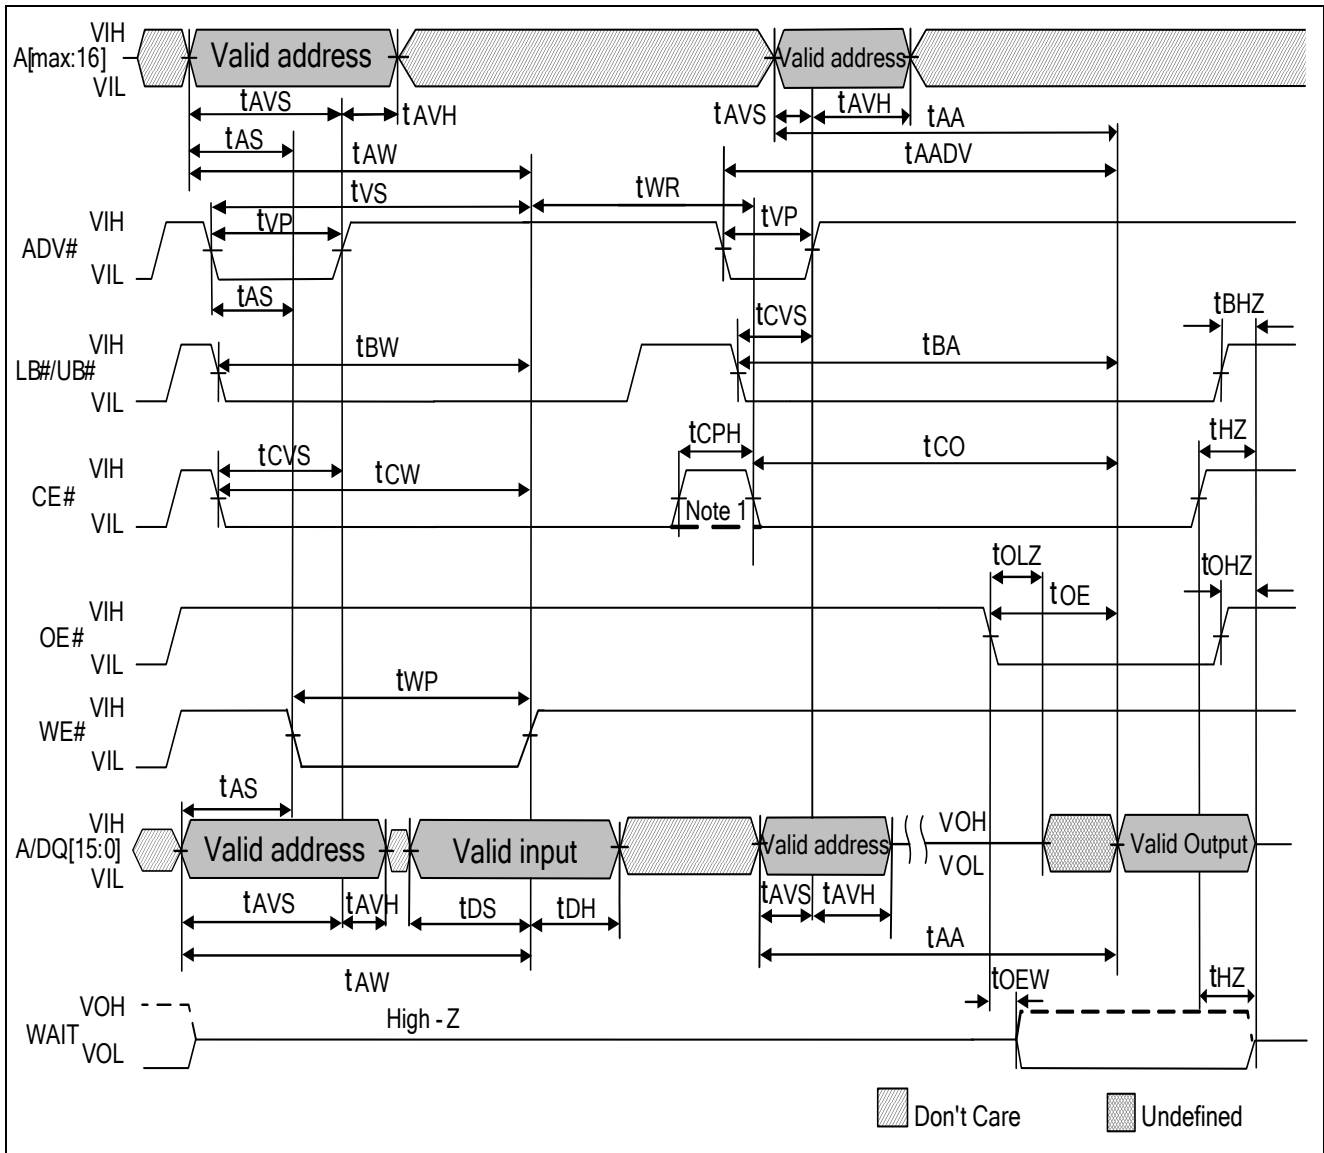 VIH
A[max:16]
VIL
Valid address
Valid address
tAVS
tAVH
tAVS
tAVH
tAS
tAW
tAA
tAADV
tVS
tWR
VIH
ADV#
VIL
tVP
tVP
tAS
tCVS
tBHZ
VIH
LB#/UB#
VIL
tBW
tBA
tCPH
tHZ
VIH
CE#
VIL
tCVS
tCW
tCO
Note 1
tOLZ
tOHZ
tOE
VIH
OE#
VIL
tWP
VIH
WE#
VIL
tAS
VIH
A/DQ[15:0]
VIL
Valid address
Valid input
Valid address
VOH
VOL
Valid Output
tAVS
tAVH
tDS
tDH
tAVS
tAVH
tAA
tAW
tOEW
tHZ
VOH
WAIT
VOL
High - Z
Don't Care
Undefined